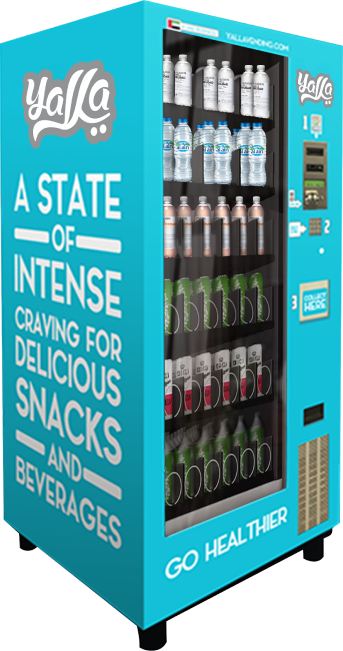 Yalla
A STATE
OF
INTENSE
CRAVING FOR
DELICIOUS
SNACKS
AND
BEVERAGES
YALLAVENDING.COM
Yalla
1
2
3
COLLECT
HERE
GO HEALTHIER